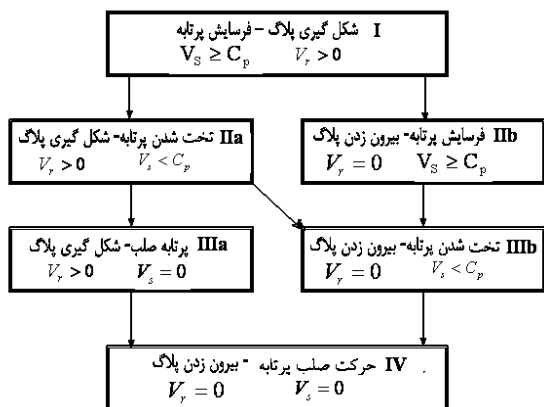 I شکل گیری پلاگ – فرسایش پرتابه
V_S ≥ C_p V_r > 0
IIa تخت شدن پرتابه- شکل گیری پلاگ
V_r > 0 V_s < C_p
IIb فرسایش پرتابه- بیرون زدن پلاگ
V_r = 0 V_S ≥ C_p
IIIa پرتابه صلب- شکل گیری پلاگ
V_r > 0 V_s = 0
IIIb تخت شدن پرتابه- بیرون زدن پلاگ
V_r = 0 V_s < C_p
IV حرکت صلب پرتابه - بیرون زدن پلاگ
V_r = 0 V_s = 0